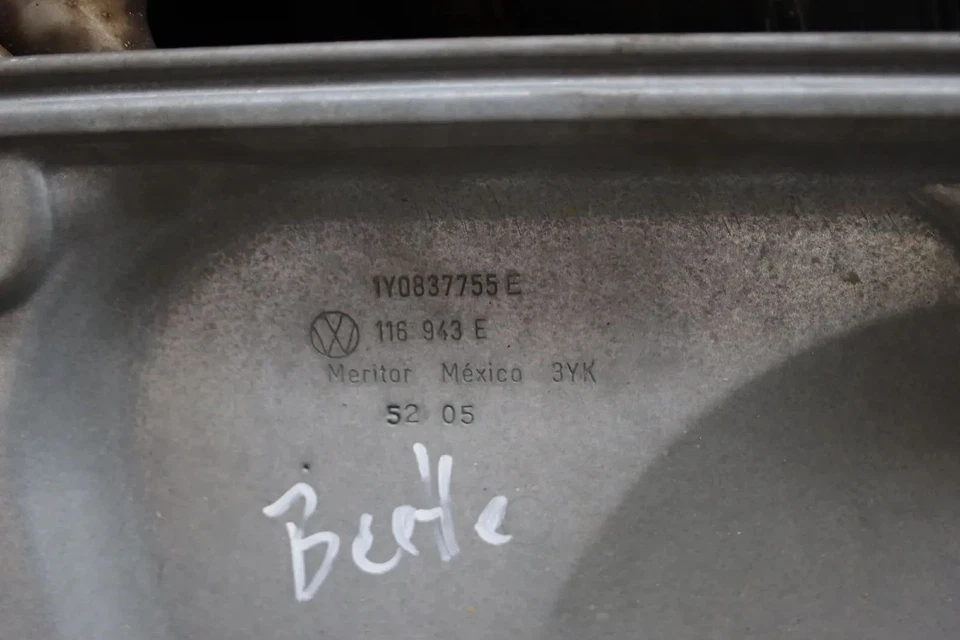 1Y0837755 E
116 943 E
Meritor México 3YK
52 05
Beetle